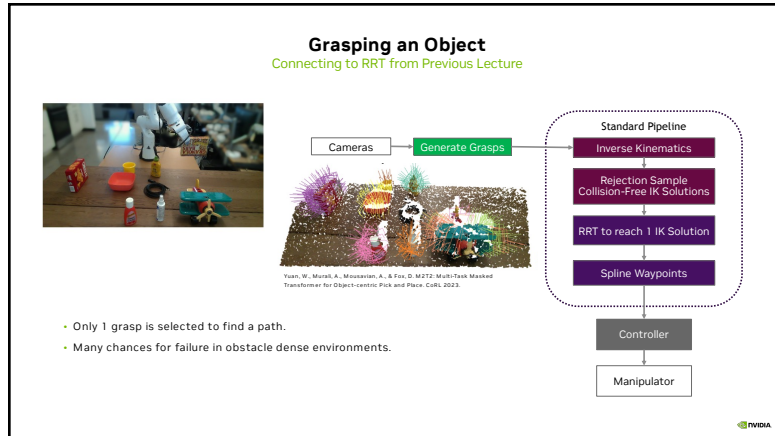 Grasping an Object
Connecting to RRT from Previous Lecture
Cameras
Generate Grasps
Standard Pipeline
Inverse Kinematics
Rejection Sample
Collision-Free IK Solutions
RRT to reach 1 IK Solution
Spline Waypoints
Controller
Manipulator
Yuan, W., Murali, A., Mousavian, A., & Fox, D. M2T2: Multi-Task Masked
Transformer for Object-centric Pick and Place. CoRL 2023.
• Only 1 grasp is selected to find a path.
• Many chances for failure in obstacle dense environments.
NVIDIA